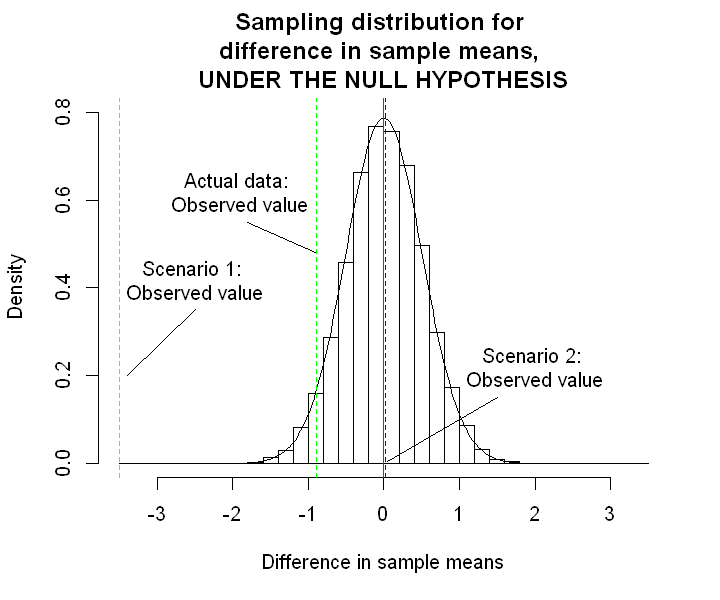 Sampling distribution for
difference in sample means,
UNDER THE NULL HYPOTHESIS
0.8
0.6
0.4
0.2
0.0
Density
Actual data:
Observed value
Scenario 1:
Observed value
Scenario 2:
Observed value
-3 -2 -1 0 1 2 3
Difference in sample means